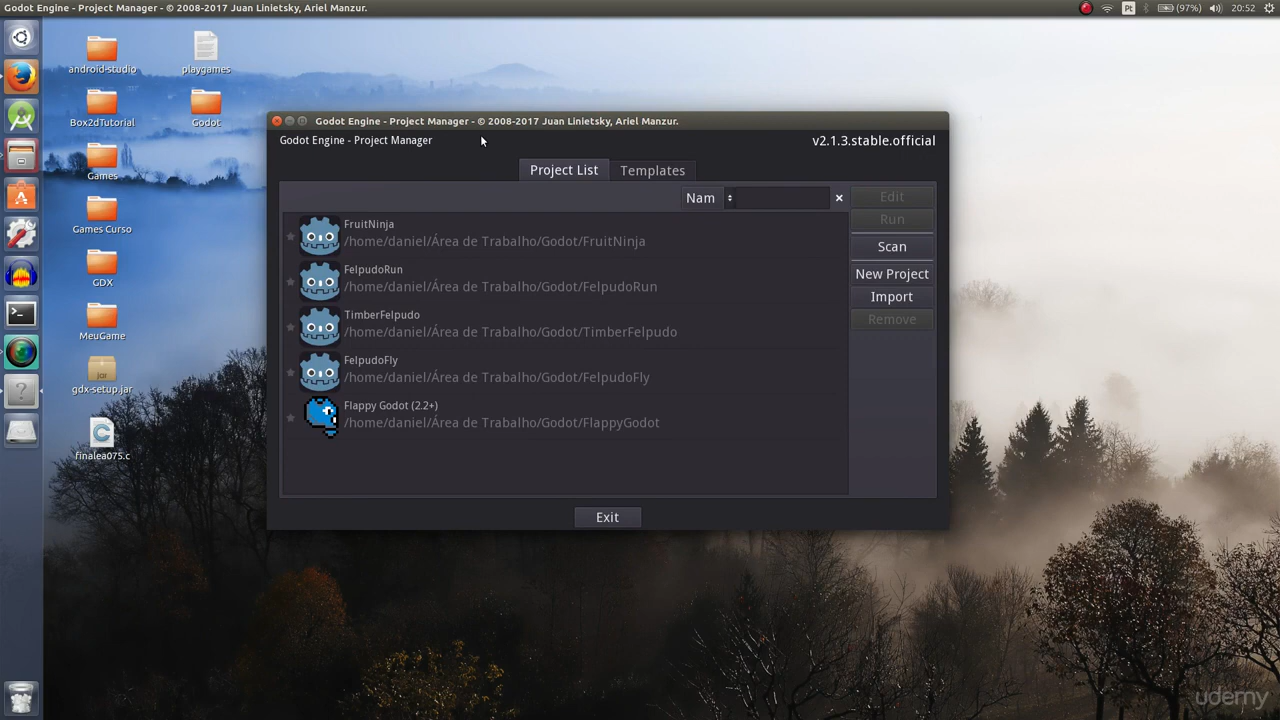 Godot Engine - Project Manager - © 2008-2017 Juan Linietsky, Ariel Manzur.
Pt
(97%)
20:52
android-studio
playgames
Box2dTutorial
Godot
Games
Games Curso
GDX
MeuGame
jar
gdx-setup.jar
C
finalea075.c
Godot Engine - Project Manager - © 2008-2017 Juan Linietsky, Ariel Manzur.
Godot Engine - Project Manager
v2.1.3.stable.official
Project List
Templates
Nam
Edit
Run
Scan
New Project
Import
Remove
FruitNinja
/home/daniel/Área de Trabalho/Godot/FruitNinja
FelpudoRun
/home/daniel/Área de Trabalho/Godot/FelpudoRun
TimberFelpudo
/home/daniel/Área de Trabalho/Godot/TimberFelpudo
FelpudoFly
/home/daniel/Área de Trabalho/Godot/FelpudoFly
Flappy Godot (2.2+)
/home/daniel/Área de Trabalho/Godot/FlappyGodot
Exit
udemy